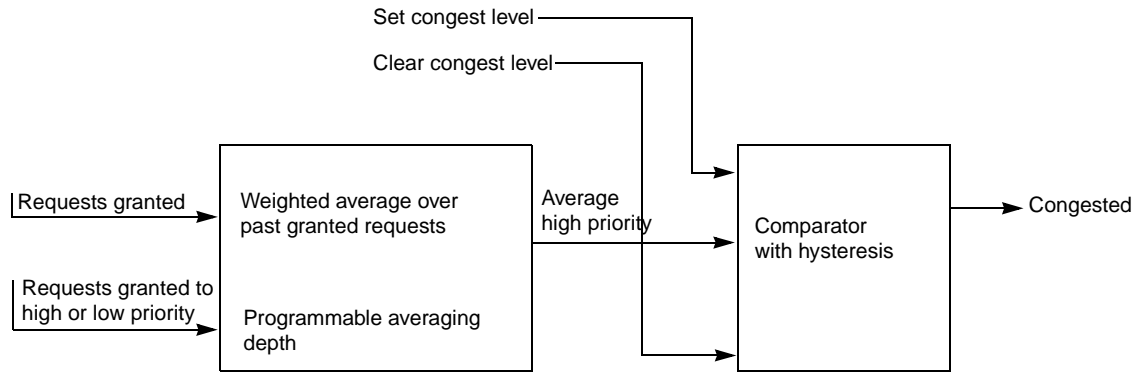 Set congest level
Clear congest level
Requests granted
Weighted average over
past granted requests
Average
high priority
Comparator
with hysteresis
Congested
Requests granted to
high or low priority
Programmable averaging
depth